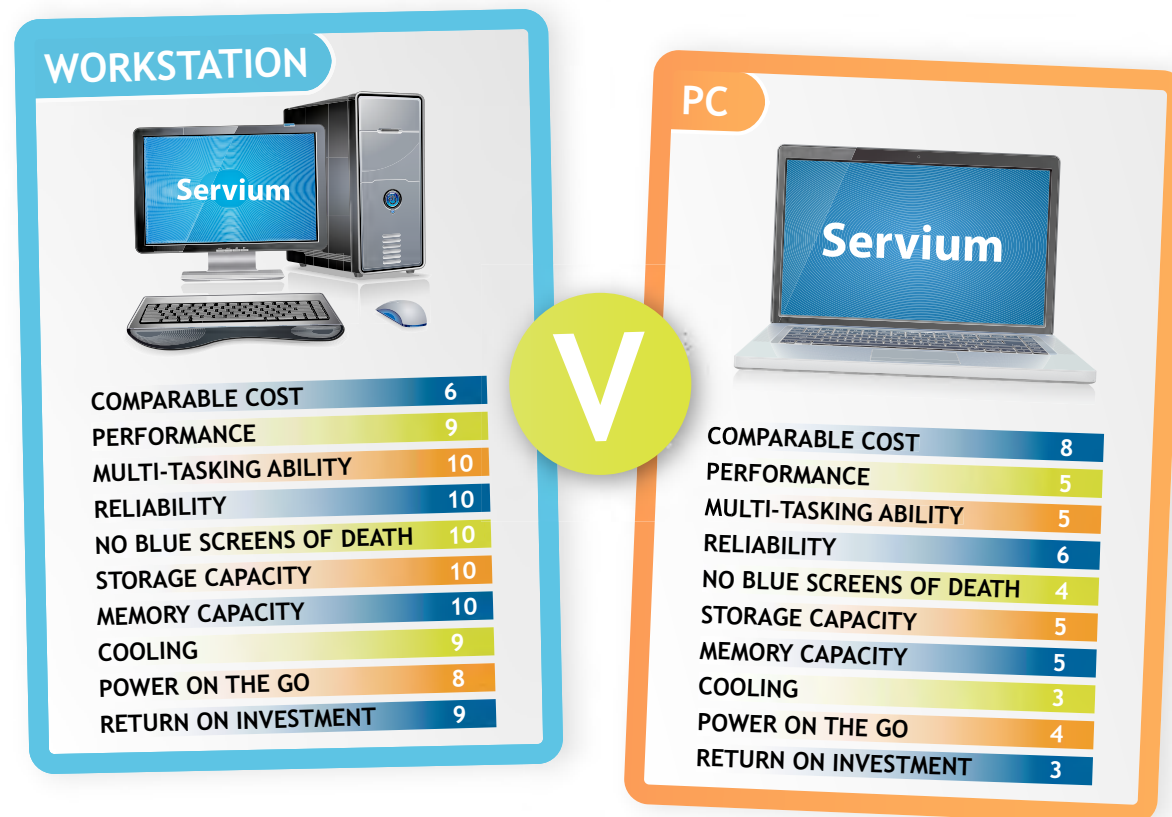 WORKSTATION
Servium
COMPARABLE COST 6
PERFORMANCE 9
MULTI-TASKING ABILITY 10
RELIABILITY 10
NO BLUE SCREENS OF DEATH 10
STORAGE CAPACITY 10
MEMORY CAPACITY 10
COOLING 9
POWER ON THE GO 8
RETURN ON INVESTMENT 9
V
PC
Servium
COMPARABLE COST 8
PERFORMANCE 5
MULTI-TASKING ABILITY 5
RELIABILITY 6
NO BLUE SCREENS OF DEATH 4
STORAGE CAPACITY 5
MEMORY CAPACITY 5
COOLING 3
POWER ON THE GO 4
RETURN ON INVESTMENT 3